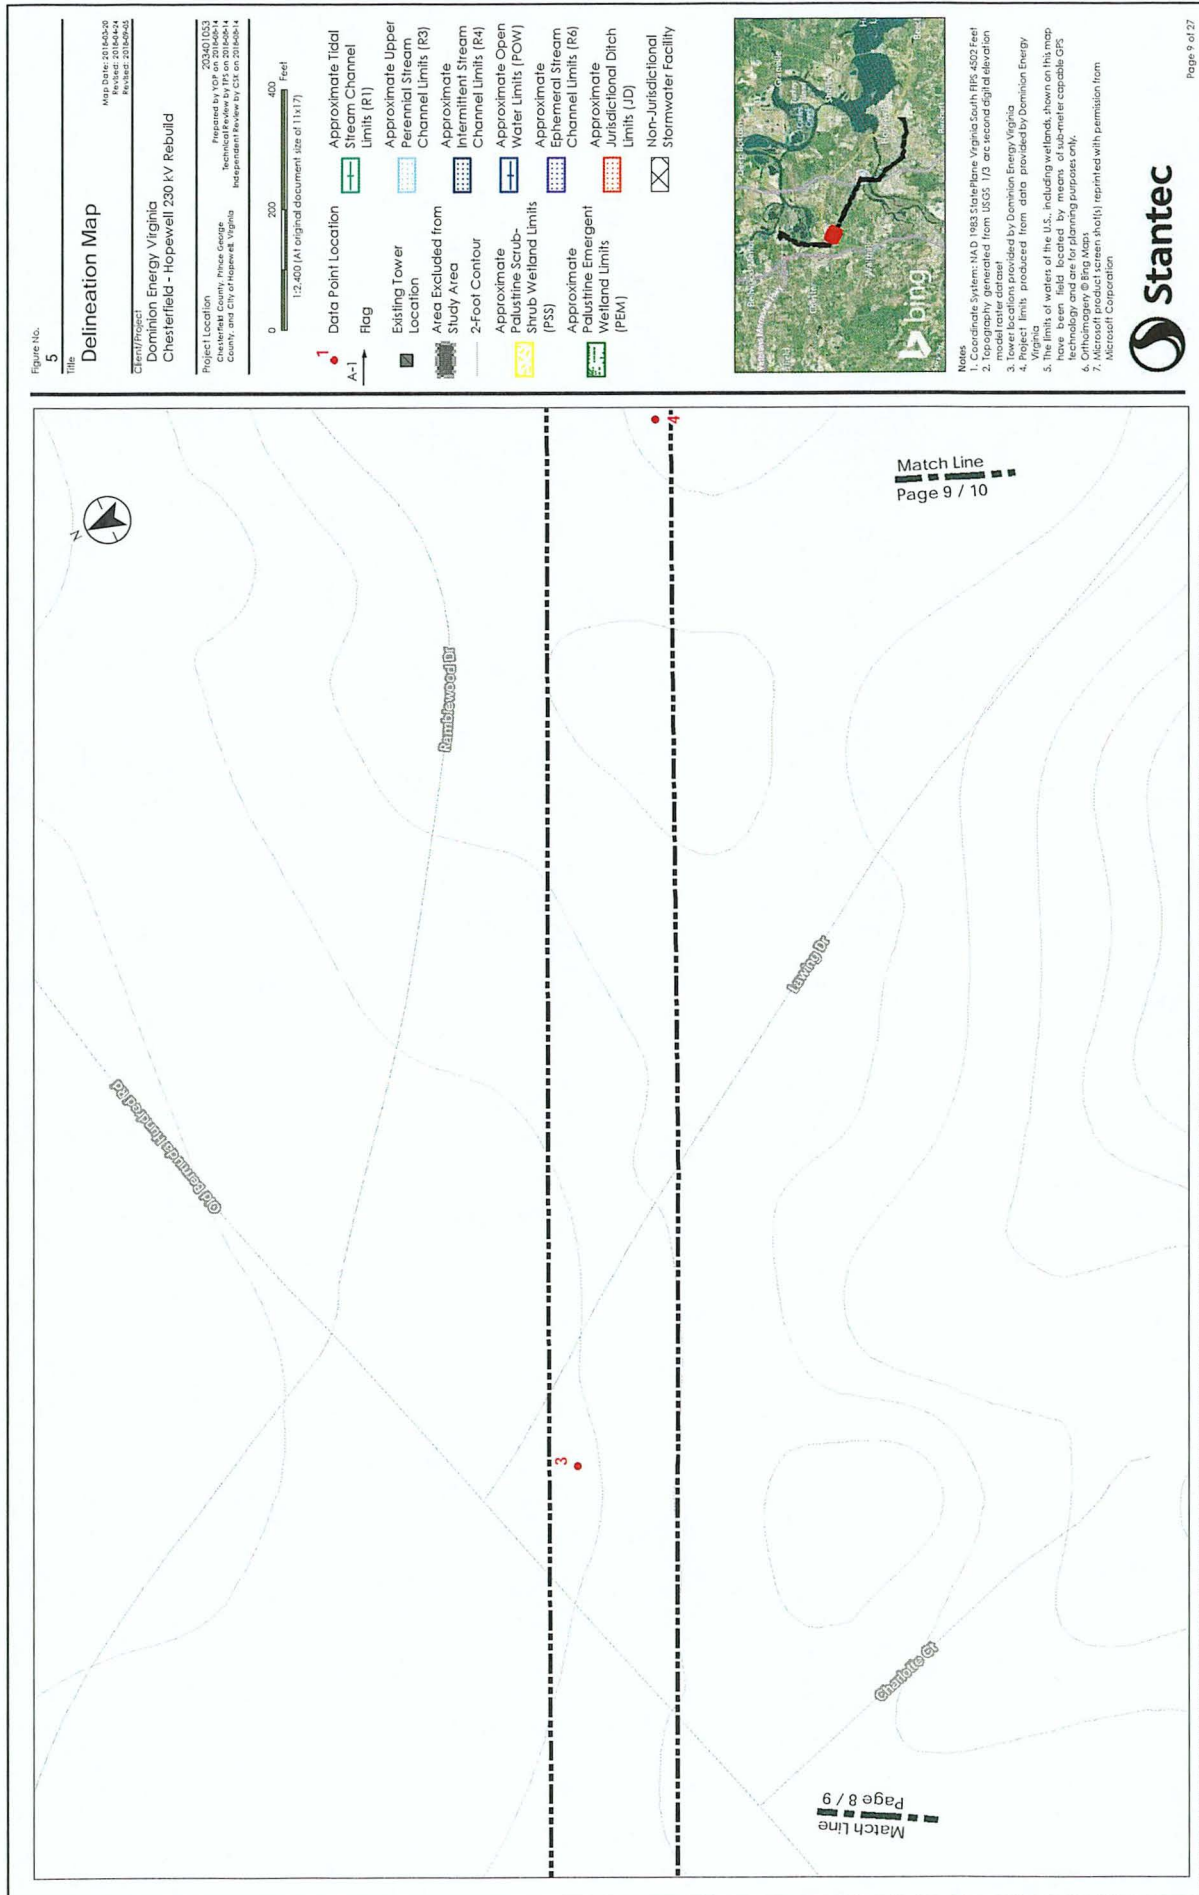 Figure No.
5
Title
Delineation Map
Map Date: 2018-03-20
Revised: 2018-04-24
Revised: 2018-09-05
Client/Project
Dominion Energy Virginia
Chesterfield - Hopewell 230 kV Rebuild
Project Location
Chesterfield County, Prince George
County, and City of Hopewell, Virginia
203401053
Prepared by YOP on 2018-08-14
Technical Review by TPS on 2018-08-14
Independent Review by CSK on 2018-08-14
0 200 400
Feet
1:2,400 (At original document size of 11x17)
1 Data Point Location
A-1
Flag
Existing Tower
Location
Area Excluded from
Study Area
2-Foot Contour
Approximate
Palustrine Scrub-
Shrub Wetland Limits
(PSS)
Approximate
Palustrine Emergent
Wetland Limits
(PEM)
Approximate Tidal
Stream Channel
Limits (R1)
Approximate Upper
Perennial Stream
Channel Limits (R3)
Approximate
Intermittent Stream
Channel Limits (R4)
Approximate Open
Water Limits (POW)
Approximate
Ephemeral Stream
Channel Limits (R6)
Approximate
Jurisdictional Ditch
Limits (JD)
Non-Jurisdictional
Stormwater Facility
bing
Notes
1. Coordinate System: NAD 1983 StatePlane Virginia South FIPS 4502 Feet
2. Topography generated from USGS 1/3 arc second digital elevation
model raster dataset
3. Tower locations provided by Dominion Energy Virginia
4. Project limits produced from data provided by Dominion Energy
Virginia
5. The limits of waters of the U.S., including wetlands, shown on this map
have been field located by means of sub-meter capable GPS
technology and are for planning purposes only.
6. Orthoimagery © Bing Maps
7. Microsoft product screen shot(s) reprinted with permission from
Microsoft Corporation
Stantec
Page 9 of 27
N
Old Bermuda Hundred Rd
Ramblewood Dr
Lawing Dr
Charlotte Ct
3
4
Match Line
Page 8 / 9
Match Line
Page 9 / 10